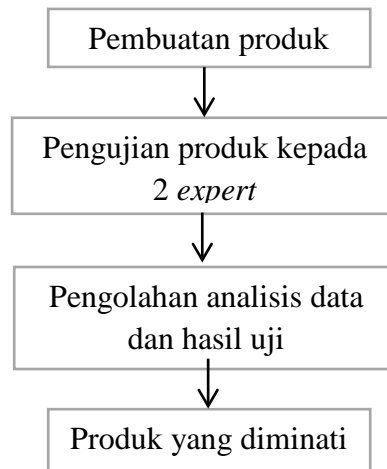 Pembuatan produk
Pengujian produk kepada
2 expert
Pengolahan analisis data
dan hasil uji
Produk yang diminati